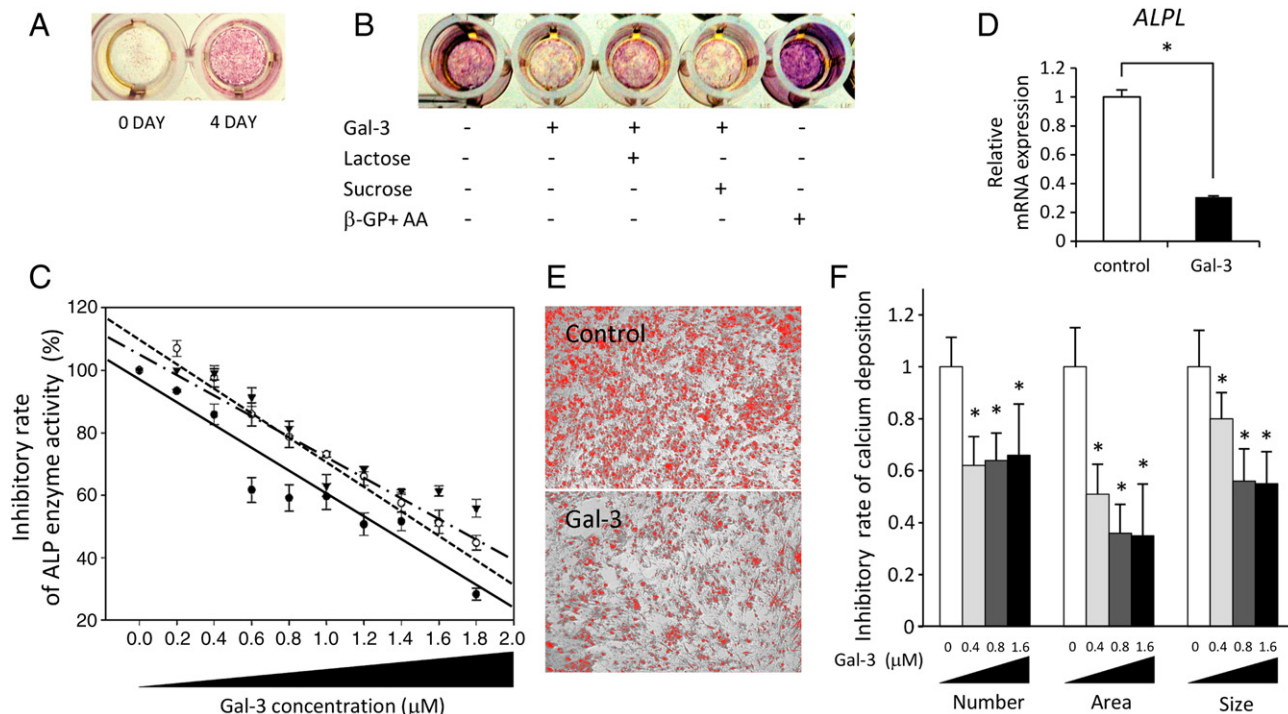 A
0 DAY
4 DAY
B
Gal-3 - + + + -
Lactose - - + - -
Sucrose - - - + -
β-GP+ AA - - - - +
D
ALPL
*
Relative
mRNA expression
1.2
1
0.8
0.6
0.4
0.2
0
control
Gal-3
C
Inhibitory rate
of ALP enzyme activity (%)
120
100
80
60
40
20
0.0 0.2 0.4 0.6 0.8 1.0 1.2 1.4 1.6 1.8 2.0
Gal-3 concentration (μM)
E
Control
Gal-3
F
Inhibitory rate of calcium deposition
1.2
1
0.8
0.6
0.4
0.2
0
* * *
* * *
* * *
0 0.4 0.8 1.6 0 0.4 0.8 1.6 0 0.4 0.8 1.6
Gal-3 (μM)
Number
Area
Size